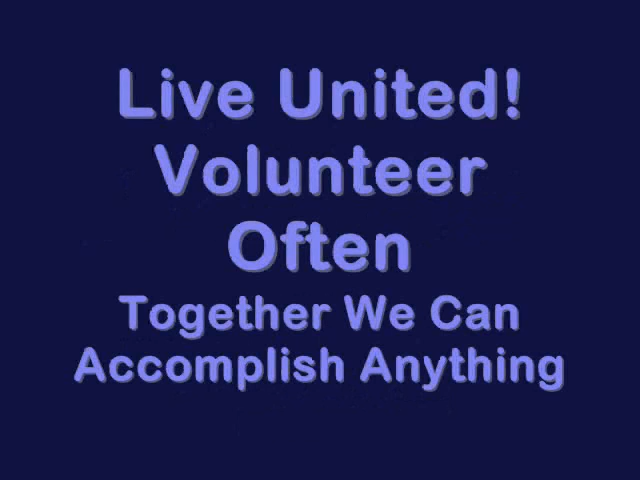 Live United!
Volunteer
Often
Together We Can
Accomplish Anything